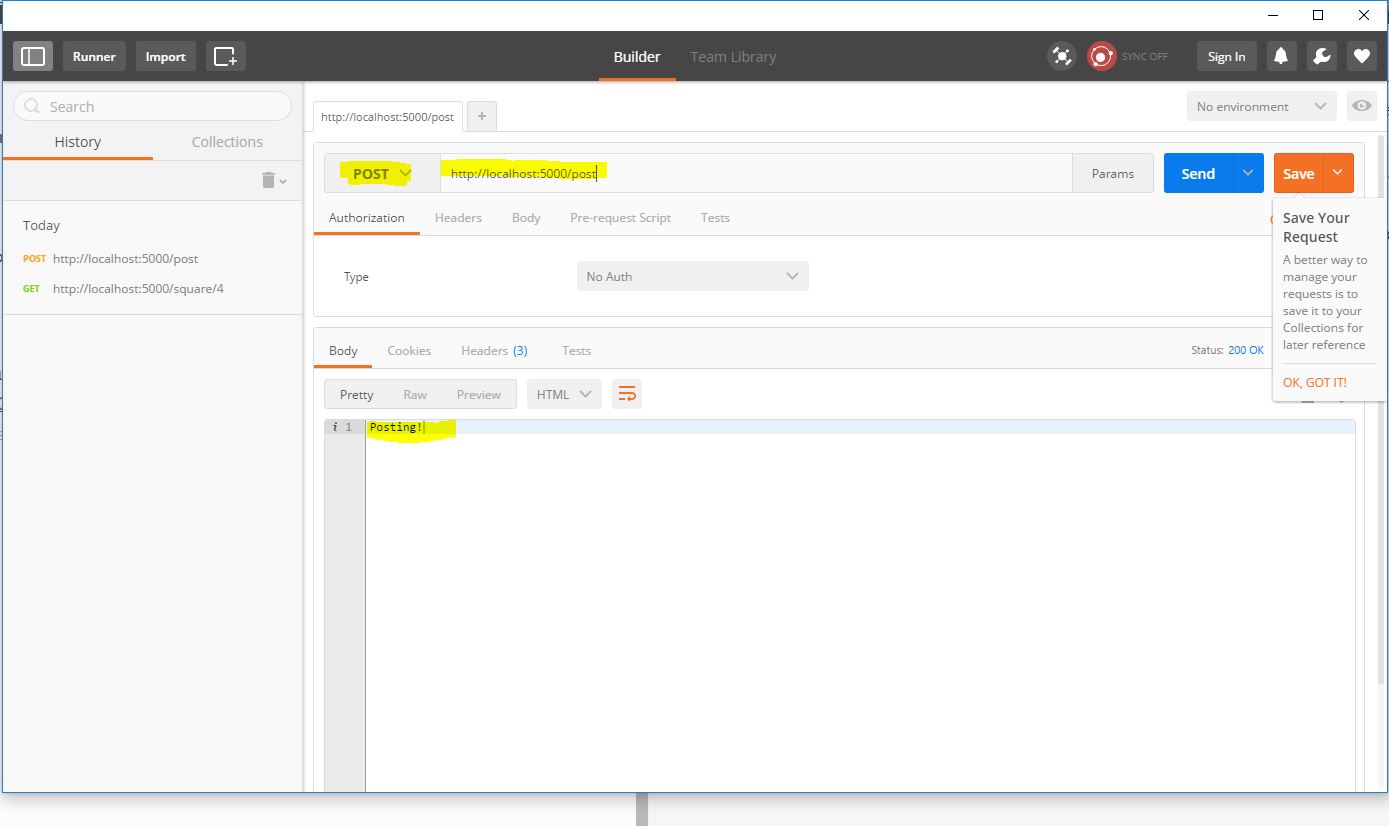 Runner
Import
Builder
Team Library
SYNC OFF
Sign In
Search
History
Collections
Today
POST http://localhost:5000/post
GET http://localhost:5000/square/4
http://localhost:5000/post
+
No environment
POST
http://localhost:5000/post
Params
Send
Save
Authorization
Headers
Body
Pre-request Script
Tests
Type
No Auth
Save Your
Request
A better way to
manage your
requests is to
save it to your
Collections for
later reference
OK, GOT IT!
Body
Cookies
Headers (3)
Tests
Status: 200 OK
Pretty
Raw
Preview
HTML
i 1
Posting!